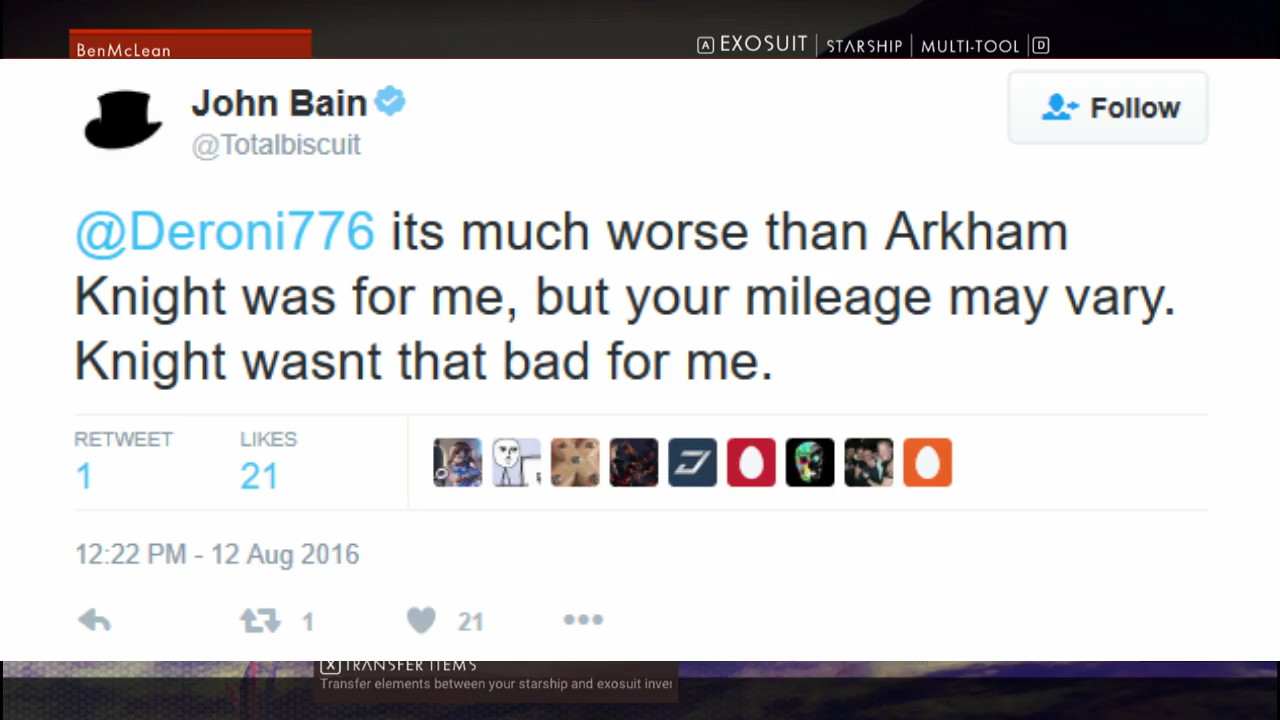 BenMcLean
A EXOSUIT STARSHIP MULTI-TOOL D
John Bain
Follow
@Totalbiscuit
@Deroni776 its much worse than Arkham
Knight was for me, but your mileage may vary.
Knight wasnt that bad for me.
RETWEET LIKES
1 21
12:22 PM - 12 Aug 2016
1 21
X TRANSFER ITEMS
Transfer elements between your starship and exosuit inver